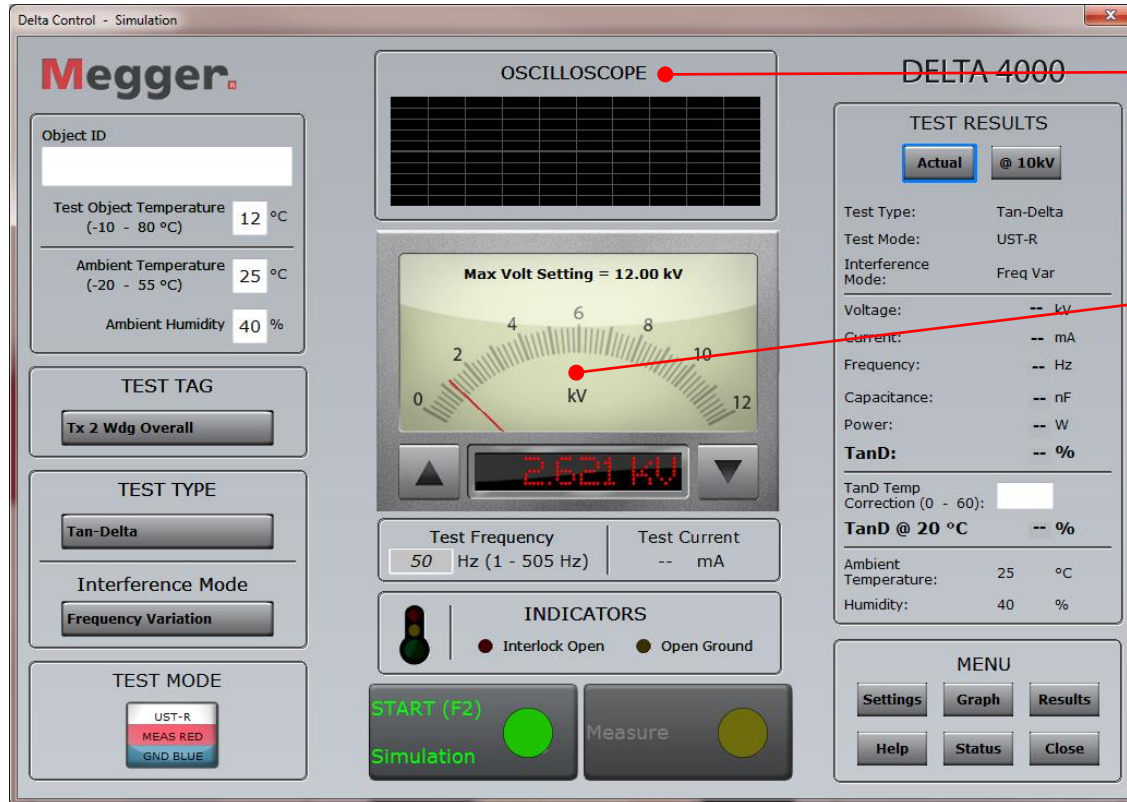 Delta Control - Simulation
Megger.
Object ID
Test Object Temperature
(-10 - 80 ºC)
12 ºC
Ambient Temperature
(-20 - 55 ºC)
25 ºC
Ambient Humidity 40 %
TEST TAG
Tx 2 Wdg Overall
TEST TYPE
Tan-Delta
Interference Mode
Frequency Variation
TEST MODE
UST-R
MEAS RED
GND BLUE
OSCILLOSCOPE
Max Volt Setting = 12.00 kV
0 2 4 6 8 10 12
kV
2.621 kV
Test Frequency
50 Hz (1 - 505 Hz)
Test Current
-- mA
INDICATORS
Interlock Open Open Ground
START (F2)
Simulation
Measure
DELTA 4000
TEST RESULTS
Actual @ 10kV
Test Type: Tan-Delta
Test Mode: UST-R
Interference
Mode: Freq Var
Voltage: -- kV
Current: -- mA
Frequency: -- Hz
Capacitance: -- nF
Power: -- W
TanD: -- %
TanD Temp
Correction (0 - 60):
TanD @ 20 °C -- %
Ambient
Temperature: 25 ºC
Humidity: 40 %
MENU
Settings Graph Results
Help Status Close